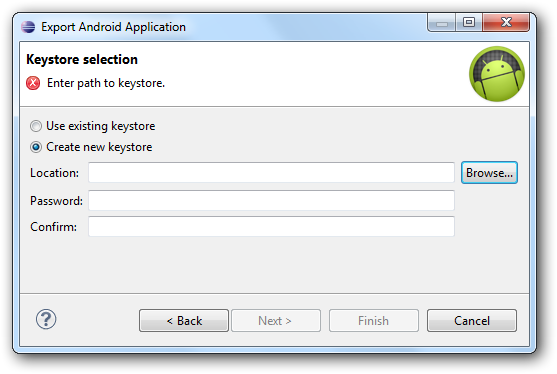 Export Android Application
Keystore selection
Enter path to keystore.
Use existing keystore
Create new keystore
Location:
Browse...
Password:
Confirm:
?
< Back
Next >
Finish
Cancel